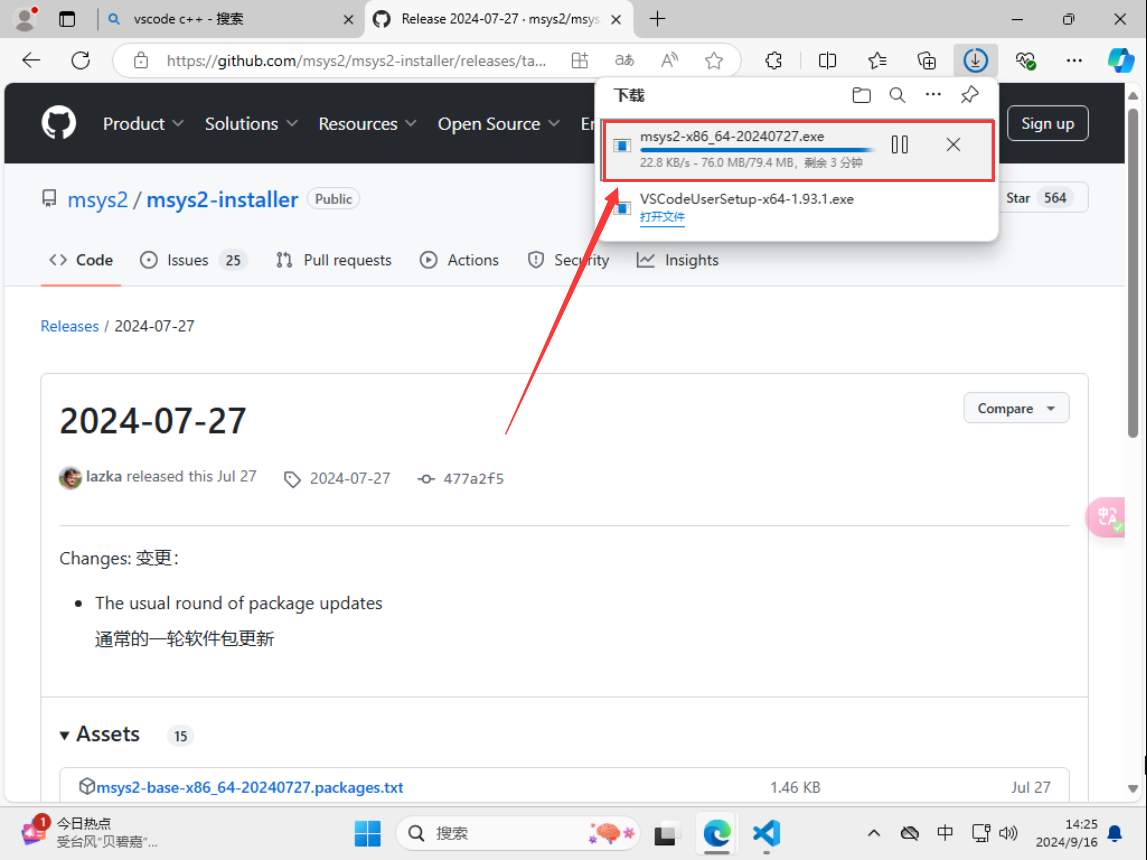 vscode c++ - 搜索
Release 2024-07-27 · msys2/msys
https://github.com/msys2/msys2-installer/releases/ta...
aあ
下载
msys2-x86_64-20240727.exe
22.8 KB/s - 76.0 MB/79.4 MB, 剩余 3 分钟
VSCodeUserSetup-x64-1.93.1.exe
打开文件
Product
Solutions
Resources
Open Source
Sign up
msys2 / msys2-installer
Public
Star 564
Code
Issues 25
Pull requests
Actions
Security
Insights
Releases / 2024-07-27
2024-07-27
Compare
lazka released this Jul 27
2024-07-27
477a2f5
Changes: 变更：
The usual round of package updates
通常的一轮软件包更新
Assets 15
msys2-base-x86_64-20240727.packages.txt
1.46 KB
Jul 27
1
今日热点
受台风“贝碧嘉”...
搜索
中
14:25
2024/9/16